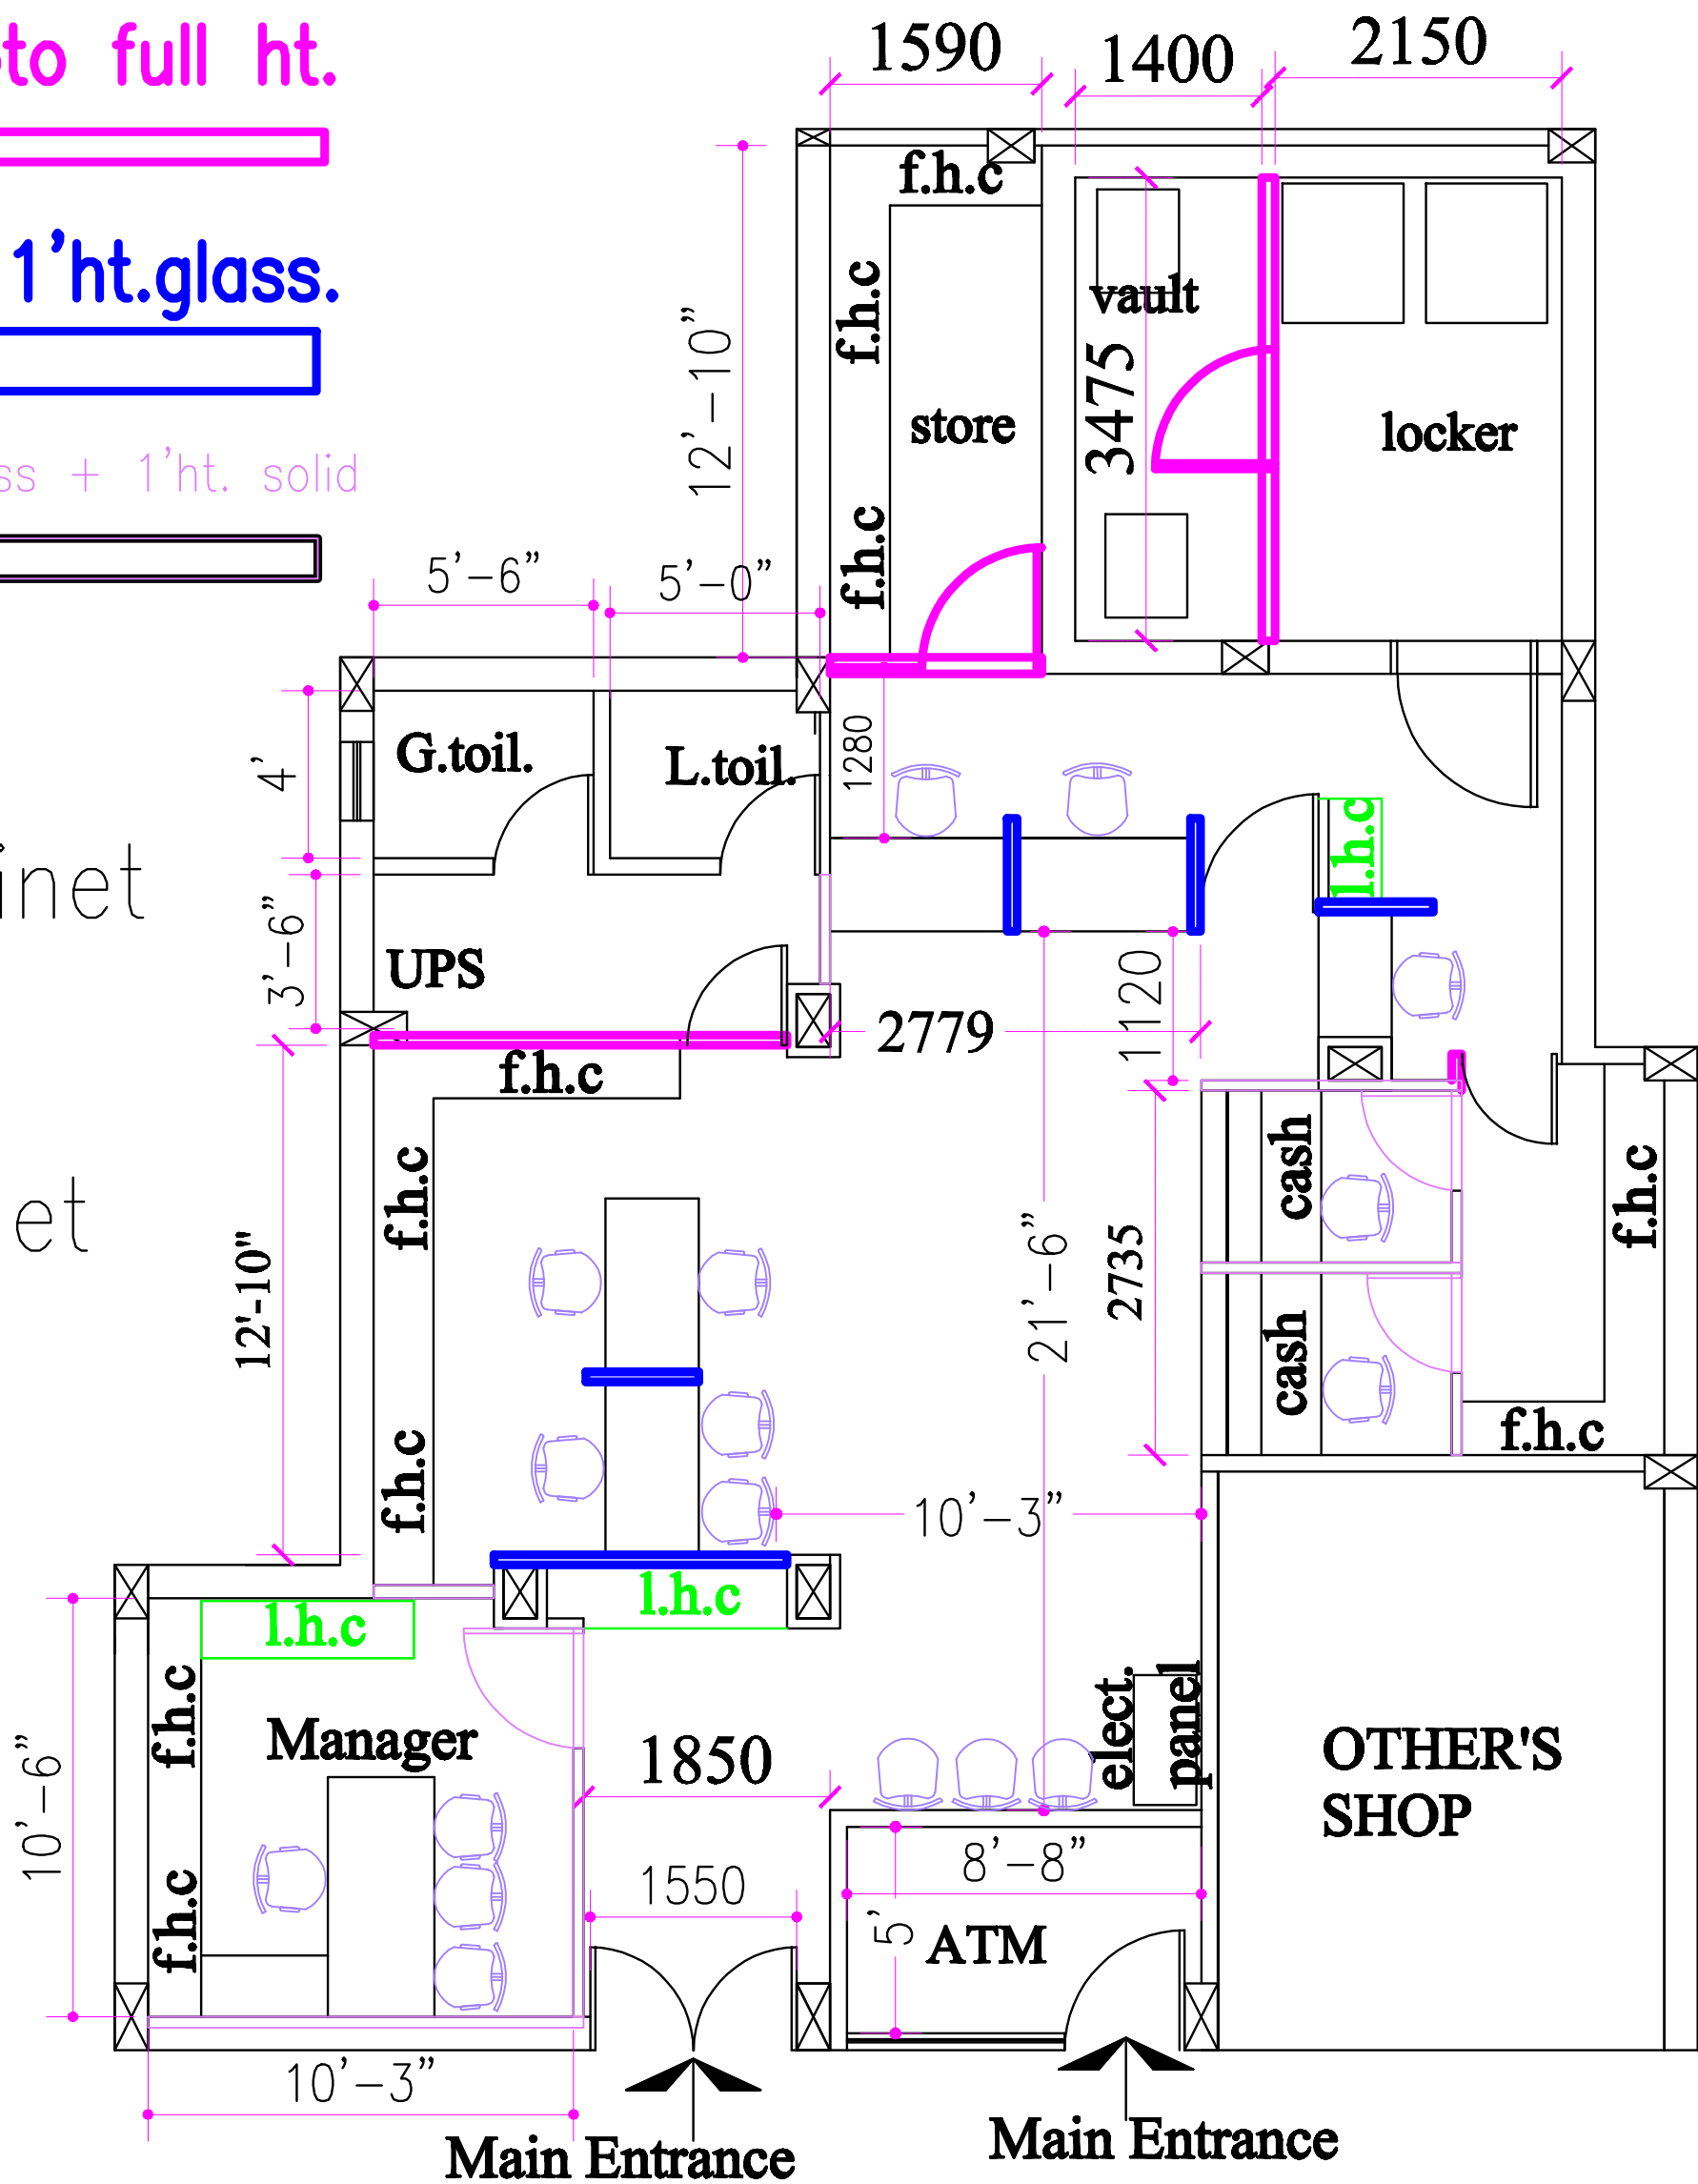 to full ht.
1'ht.glass.
ss + 1'ht. solid
inet
et
1590
1400
2150
f.h.c
f.h.c
vault
12'-10"
3475
store
locker
f.h.c
5'-6"
5'-0"
G.toil.
L.toil.
4'
1280
l.h.c
3'-6"
UPS
1120
2779
f.h.c
cash
f.h.c
f.h.c
12'-10"
21'-6"
2735
cash
f.h.c
f.h.c
10'-3"
l.h.c
l.h.c
f.h.c
Manager
elect.
panel
1850
OTHER'S
SHOP
10'-6"
8'-8"
1550
f.h.c
5'
ATM
10'-3"
Main Entrance
Main Entrance